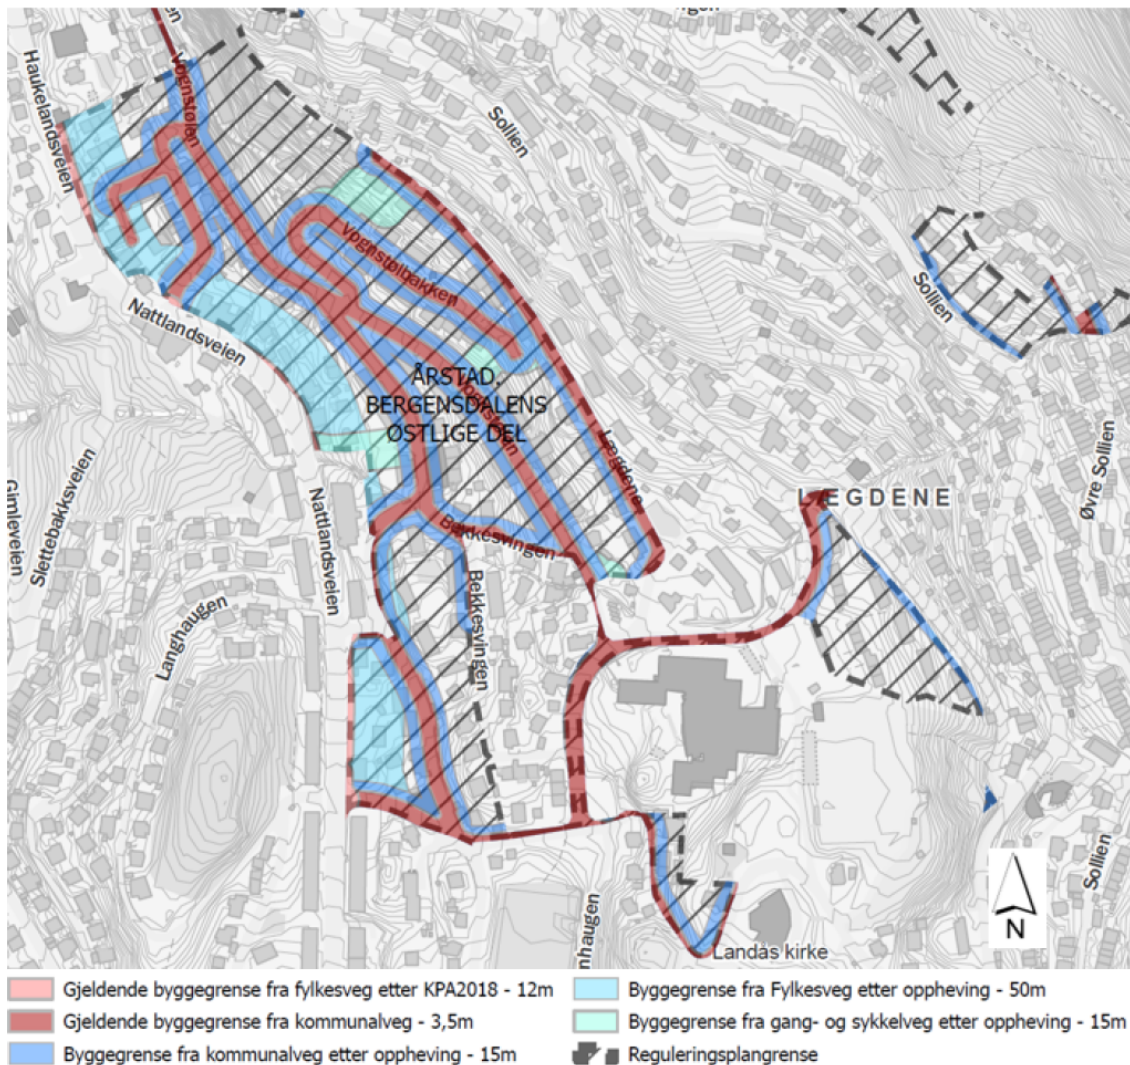 Haukelandsveien
Vognstølen
Sollien
Vognstølbakken
Sollien
Nattlandsveien
ÅRSTAD.
BERGENSDALENS
ØSTLIGE DEL
Vognstølen
Lægdene
LÆGDENE
Øvre Sollien
Gimleveien
Slettebakksveien
Nattlandsveien
Bekkesvingen
Bekkesvingen
Langhaugen
Sollien
N
nhaugen
Landås kirke
Gjeldende byggegrense fra fylkesveg etter KPA2018 - 12m
Gjeldende byggegrense fra kommunalveg - 3,5m
Byggegrense fra kommunalveg etter oppheving - 15m
Byggegrense fra Fylkesveg etter oppheving - 50m
Byggegrense fra gang- og sykkelveg etter oppheving - 15m
Reguleringsplangrense